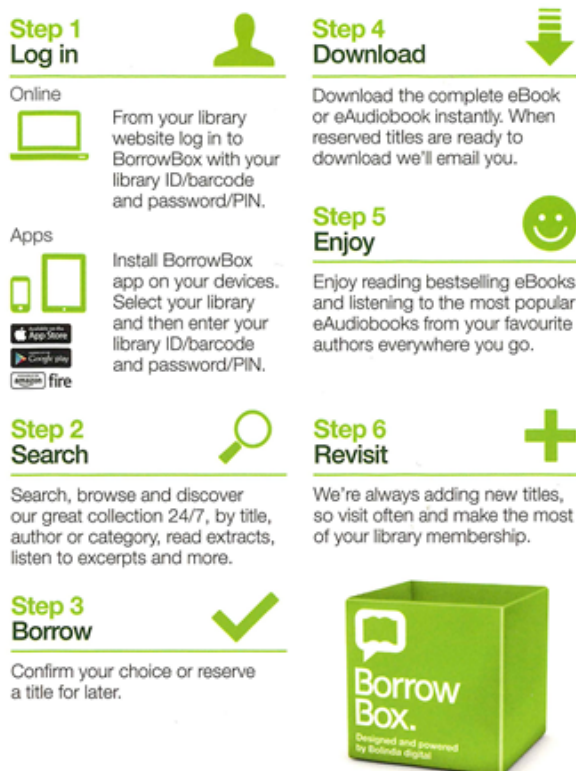 Step 1
Log in
Online
From your library
website log in to
BorrowBox with your
library ID/barcode
and password/PIN.
Apps
Install BorrowBox
app on your devices.
Select your library
and then enter your
library ID/barcode
and password/PIN.
App Store
Google play
amazon fire
Step 2
Search
Search, browse and discover
our great collection 24/7, by title,
author or category, read extracts,
listen to excerpts and more.
Step 3
Borrow
Confirm your choice or reserve
a title for later.
Step 4
Download
Download the complete eBook
or eAudiobook instantly. When
reserved titles are ready to
download we'll email you.
Step 5
Enjoy
Enjoy reading bestselling eBooks
and listening to the most popular
eAudiobooks from your favourite
authors everywhere you go.
Step 6
Revisit
We're always adding new titles,
so visit often and make the most
of your library membership.
Borrow
Box.
Designed and powered
by Bolinda digital